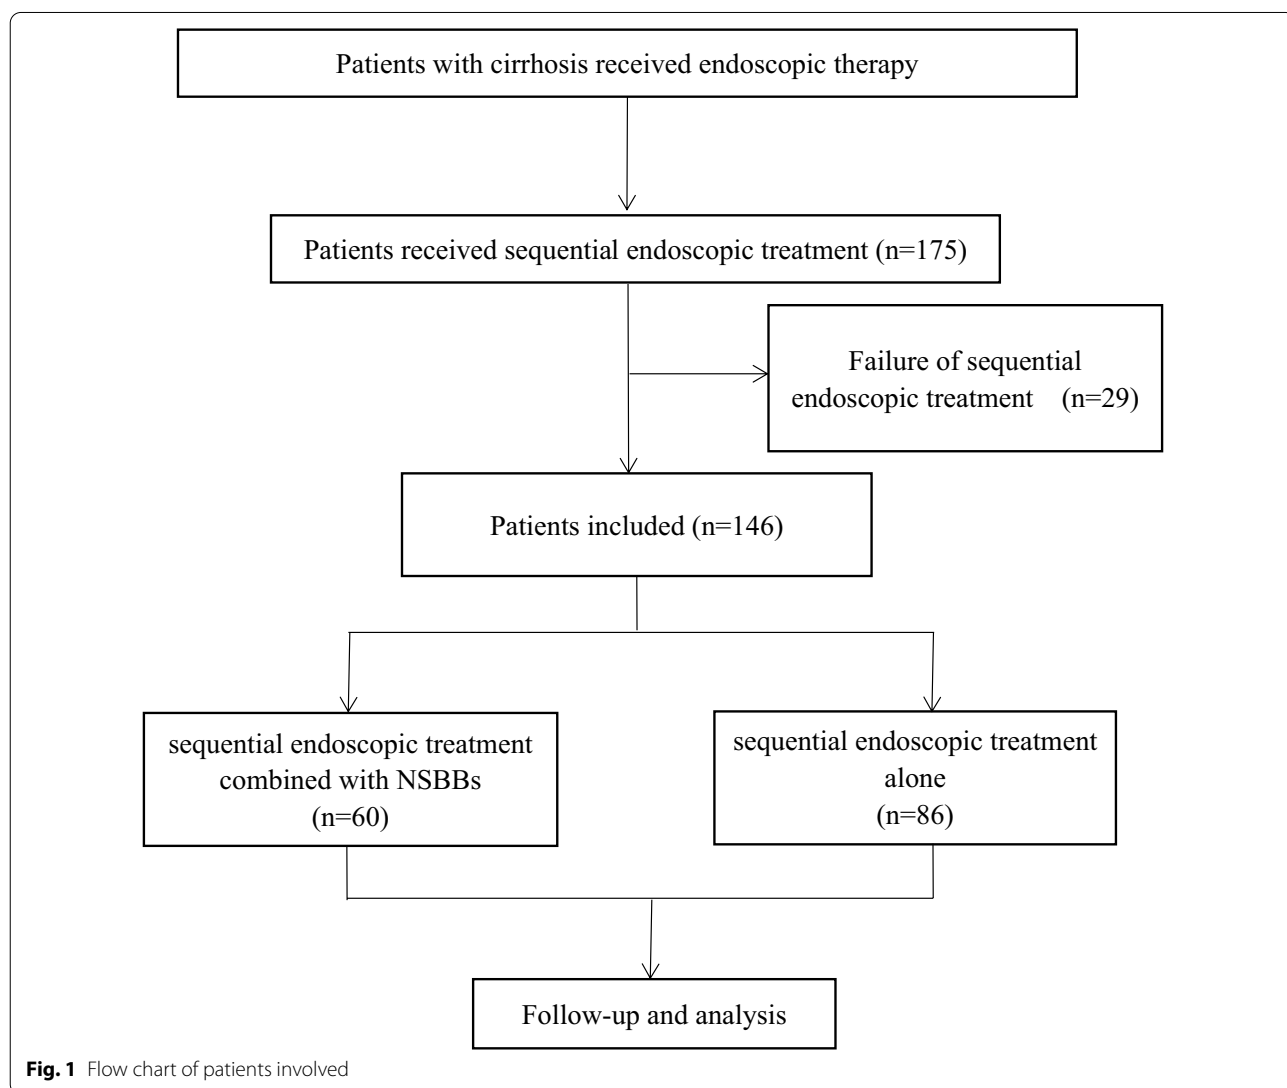 Patients with cirrhosis received endoscopic therapy
Patients received sequential endoscopic treatment (n=175)
Failure of sequential
endoscopic treatment (n=29)
Patients included (n=146)
sequential endoscopic treatment
combined with NSBBs
(n=60)
sequential endoscopic treatment
alone
(n=86)
Follow-up and analysis
Fig. 1 Flow chart of patients involved